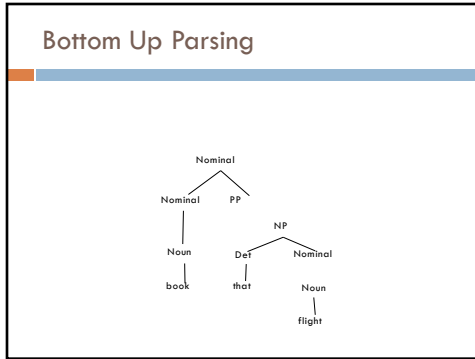 Bottom Up Parsing
Nominal
Nominal PP
NP
Noun Det Nominal
book that Noun
flight